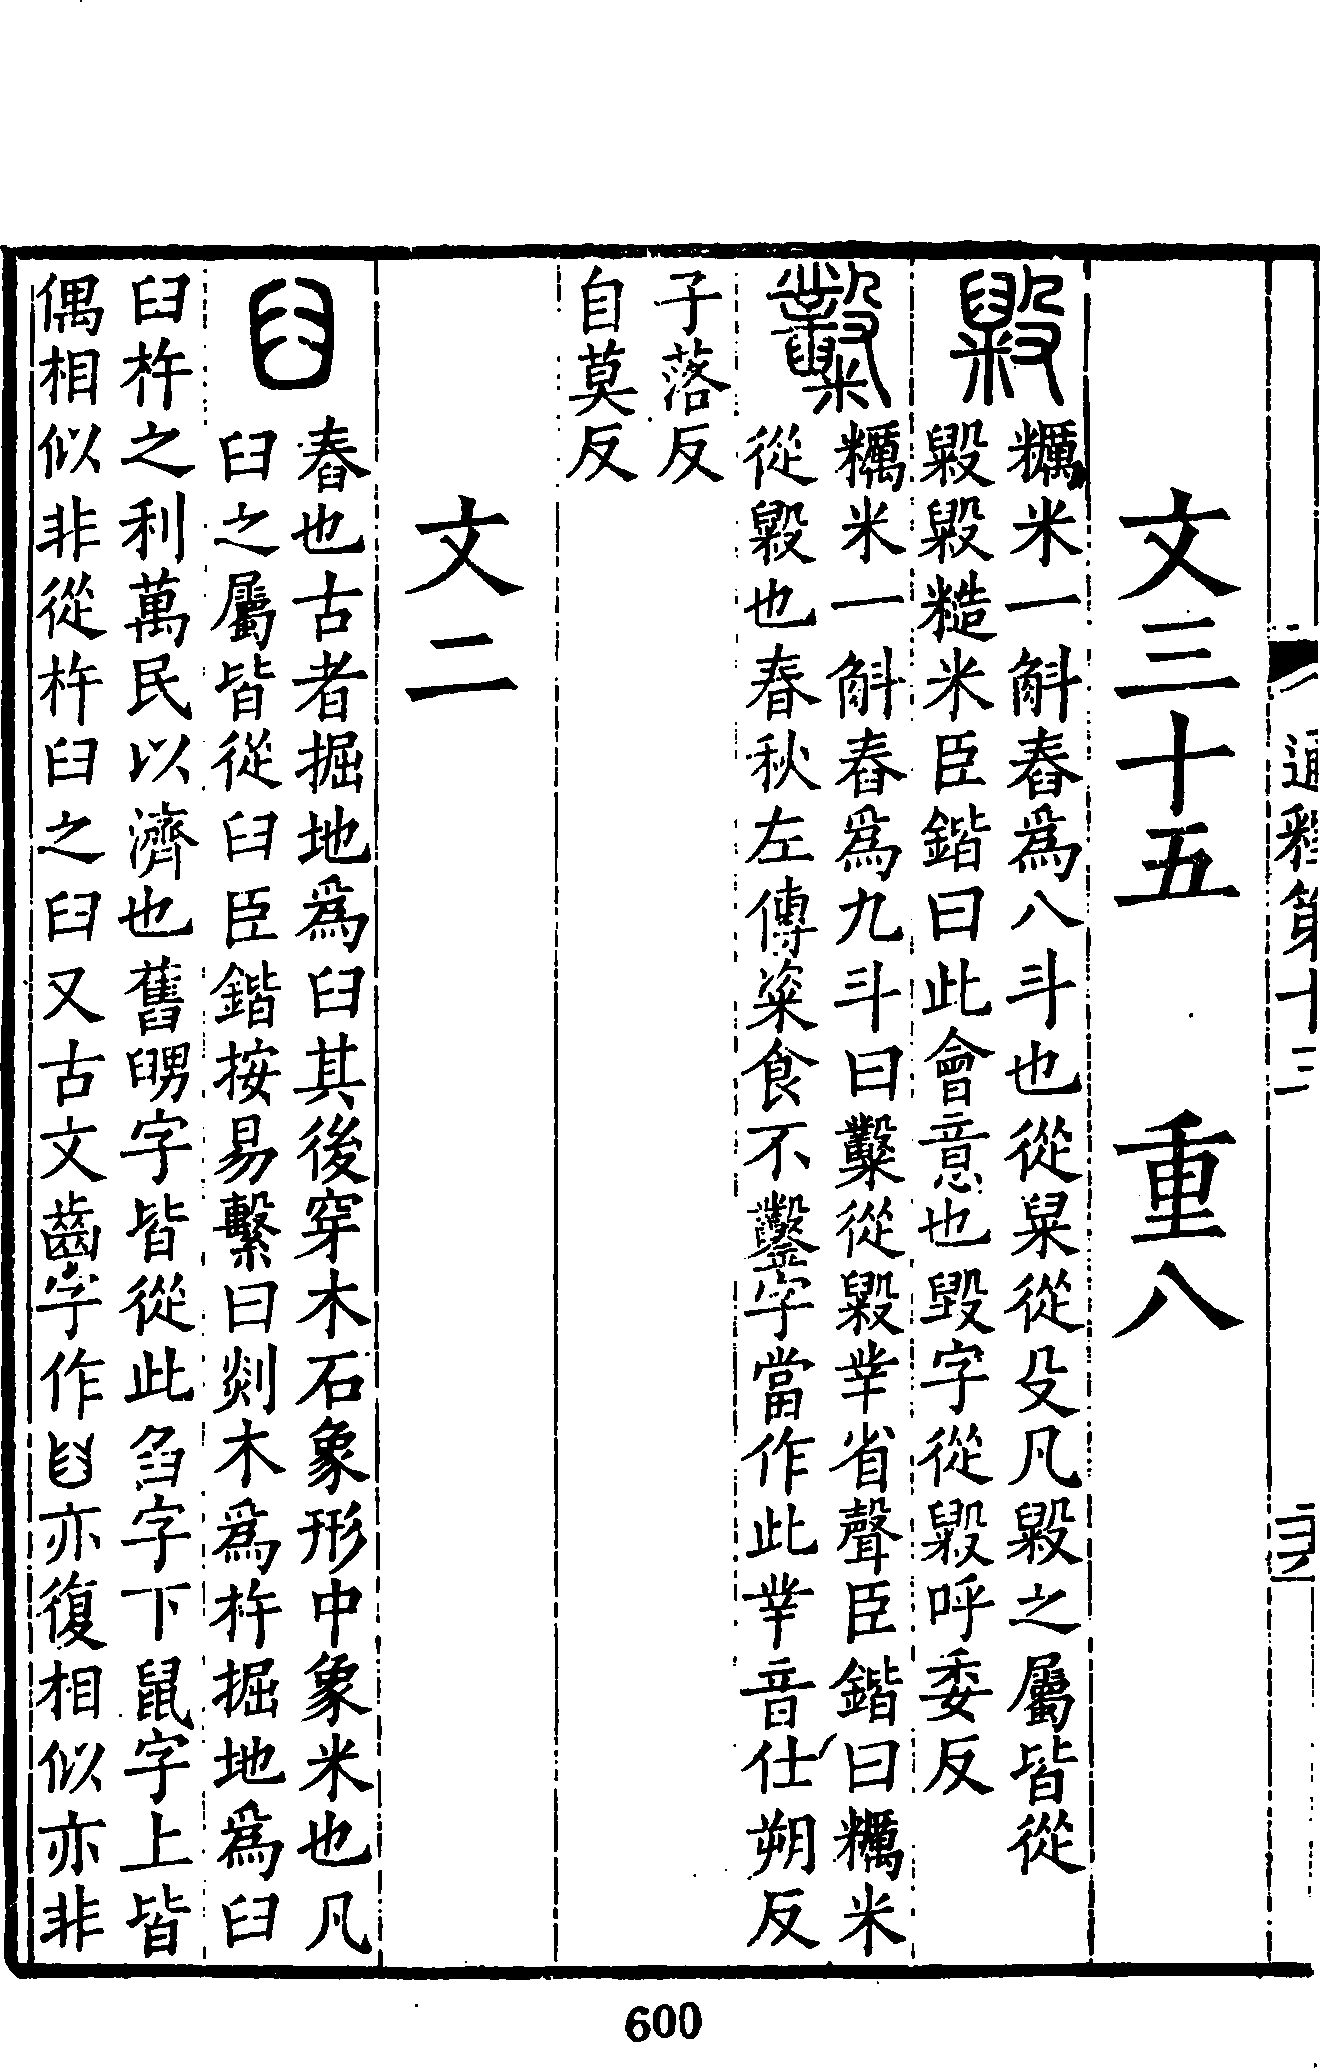 通釋第十三
文三十五　重八
毇
糲米一斛舂爲八斗也從從殳凡毇之屬皆從
毇毇糙米臣鍇曰此會意也毀字從毇呼委反
糳
糲米一斛舂爲九斗曰糳從毇丵省聲臣鍇曰糲米
從毇也春秋左傳粢食不鑿字當作此丵音仕朔反
子落反
自莫反
文二
臼
舂也古者掘地爲臼其後穿木石象形中象米也凡
臼之屬皆從臼臣鍇按易繫曰剡木爲杵掘地爲臼
臼杵之利萬民以濟也舊舅字皆從此臽字下鼠字上皆
偶相似非從杵臼之臼又古文齒字作𦥒亦復相似亦非
600